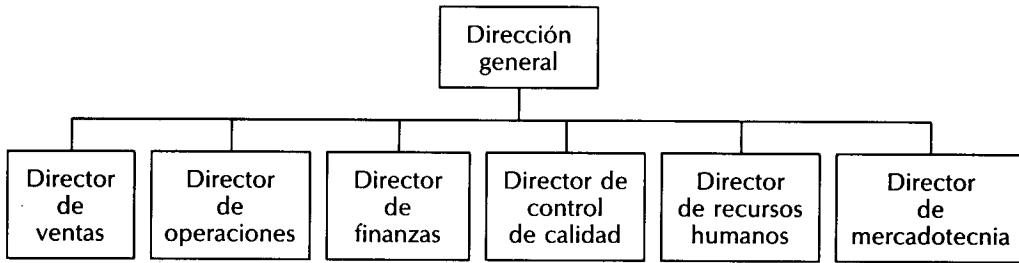 Dirección
general
Director
de
ventas
Director
de
operaciones
Director
de
finanzas
Director de
control
de calidad
Director
de recursos
humanos
Director
de
mercadotecnia